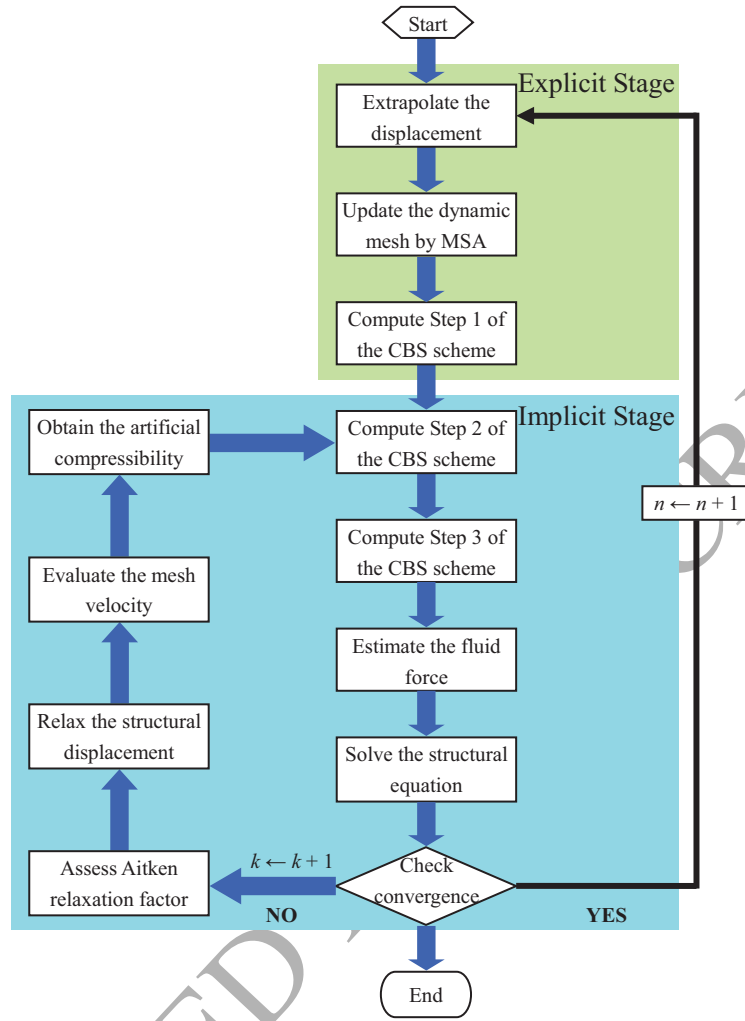 Start
Explicit Stage
Extrapolate the
displacement
Update the dynamic
mesh by MSA
Compute Step 1 of
the CBS scheme
Implicit Stage
Obtain the artificial
compressibility
Compute Step 2 of
the CBS scheme
n ← n + 1
Evaluate the mesh
velocity
Compute Step 3 of
the CBS scheme
Estimate the fluid
force
Relax the structural
displacement
Solve the structural
equation
k ← k + 1
Assess Aitken
relaxation factor
Check
convergence
NO
YES
End